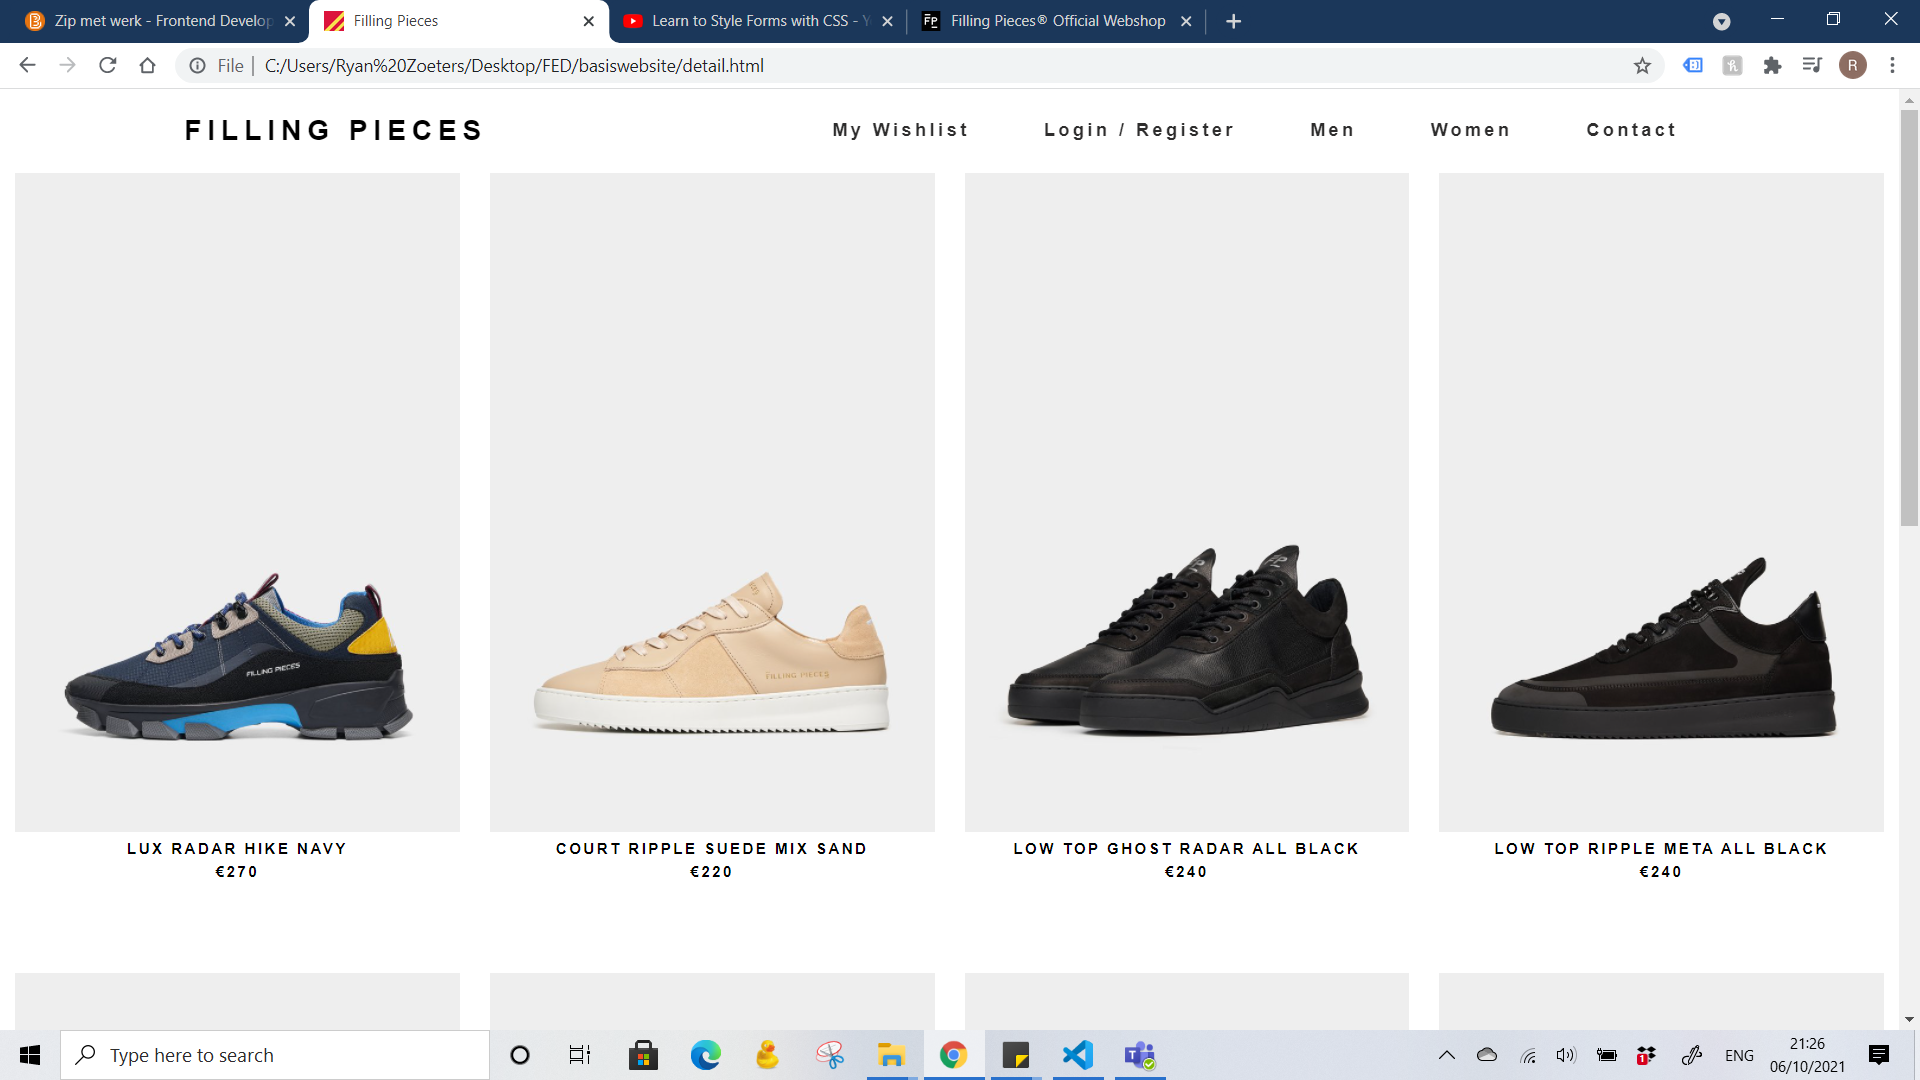 Zip met werk - Frontend Develop
Filling Pieces
Learn to Style Forms with CSS - Y
Filling Pieces® Official Webshop
File
C:/Users/Ryan%20Zoeters/Desktop/FED/basiswebsite/detail.html
R
FILLING PIECES
My Wishlist
Login / Register
Men
Women
Contact
FILLING PIECES
FILLING PIECES
LUX RADAR HIKE NAVY
€270
COURT RIPPLE SUEDE MIX SAND
€220
LOW TOP GHOST RADAR ALL BLACK
€240
LOW TOP RIPPLE META ALL BLACK
€240
Type here to search
1
ENG
21:26
06/10/2021